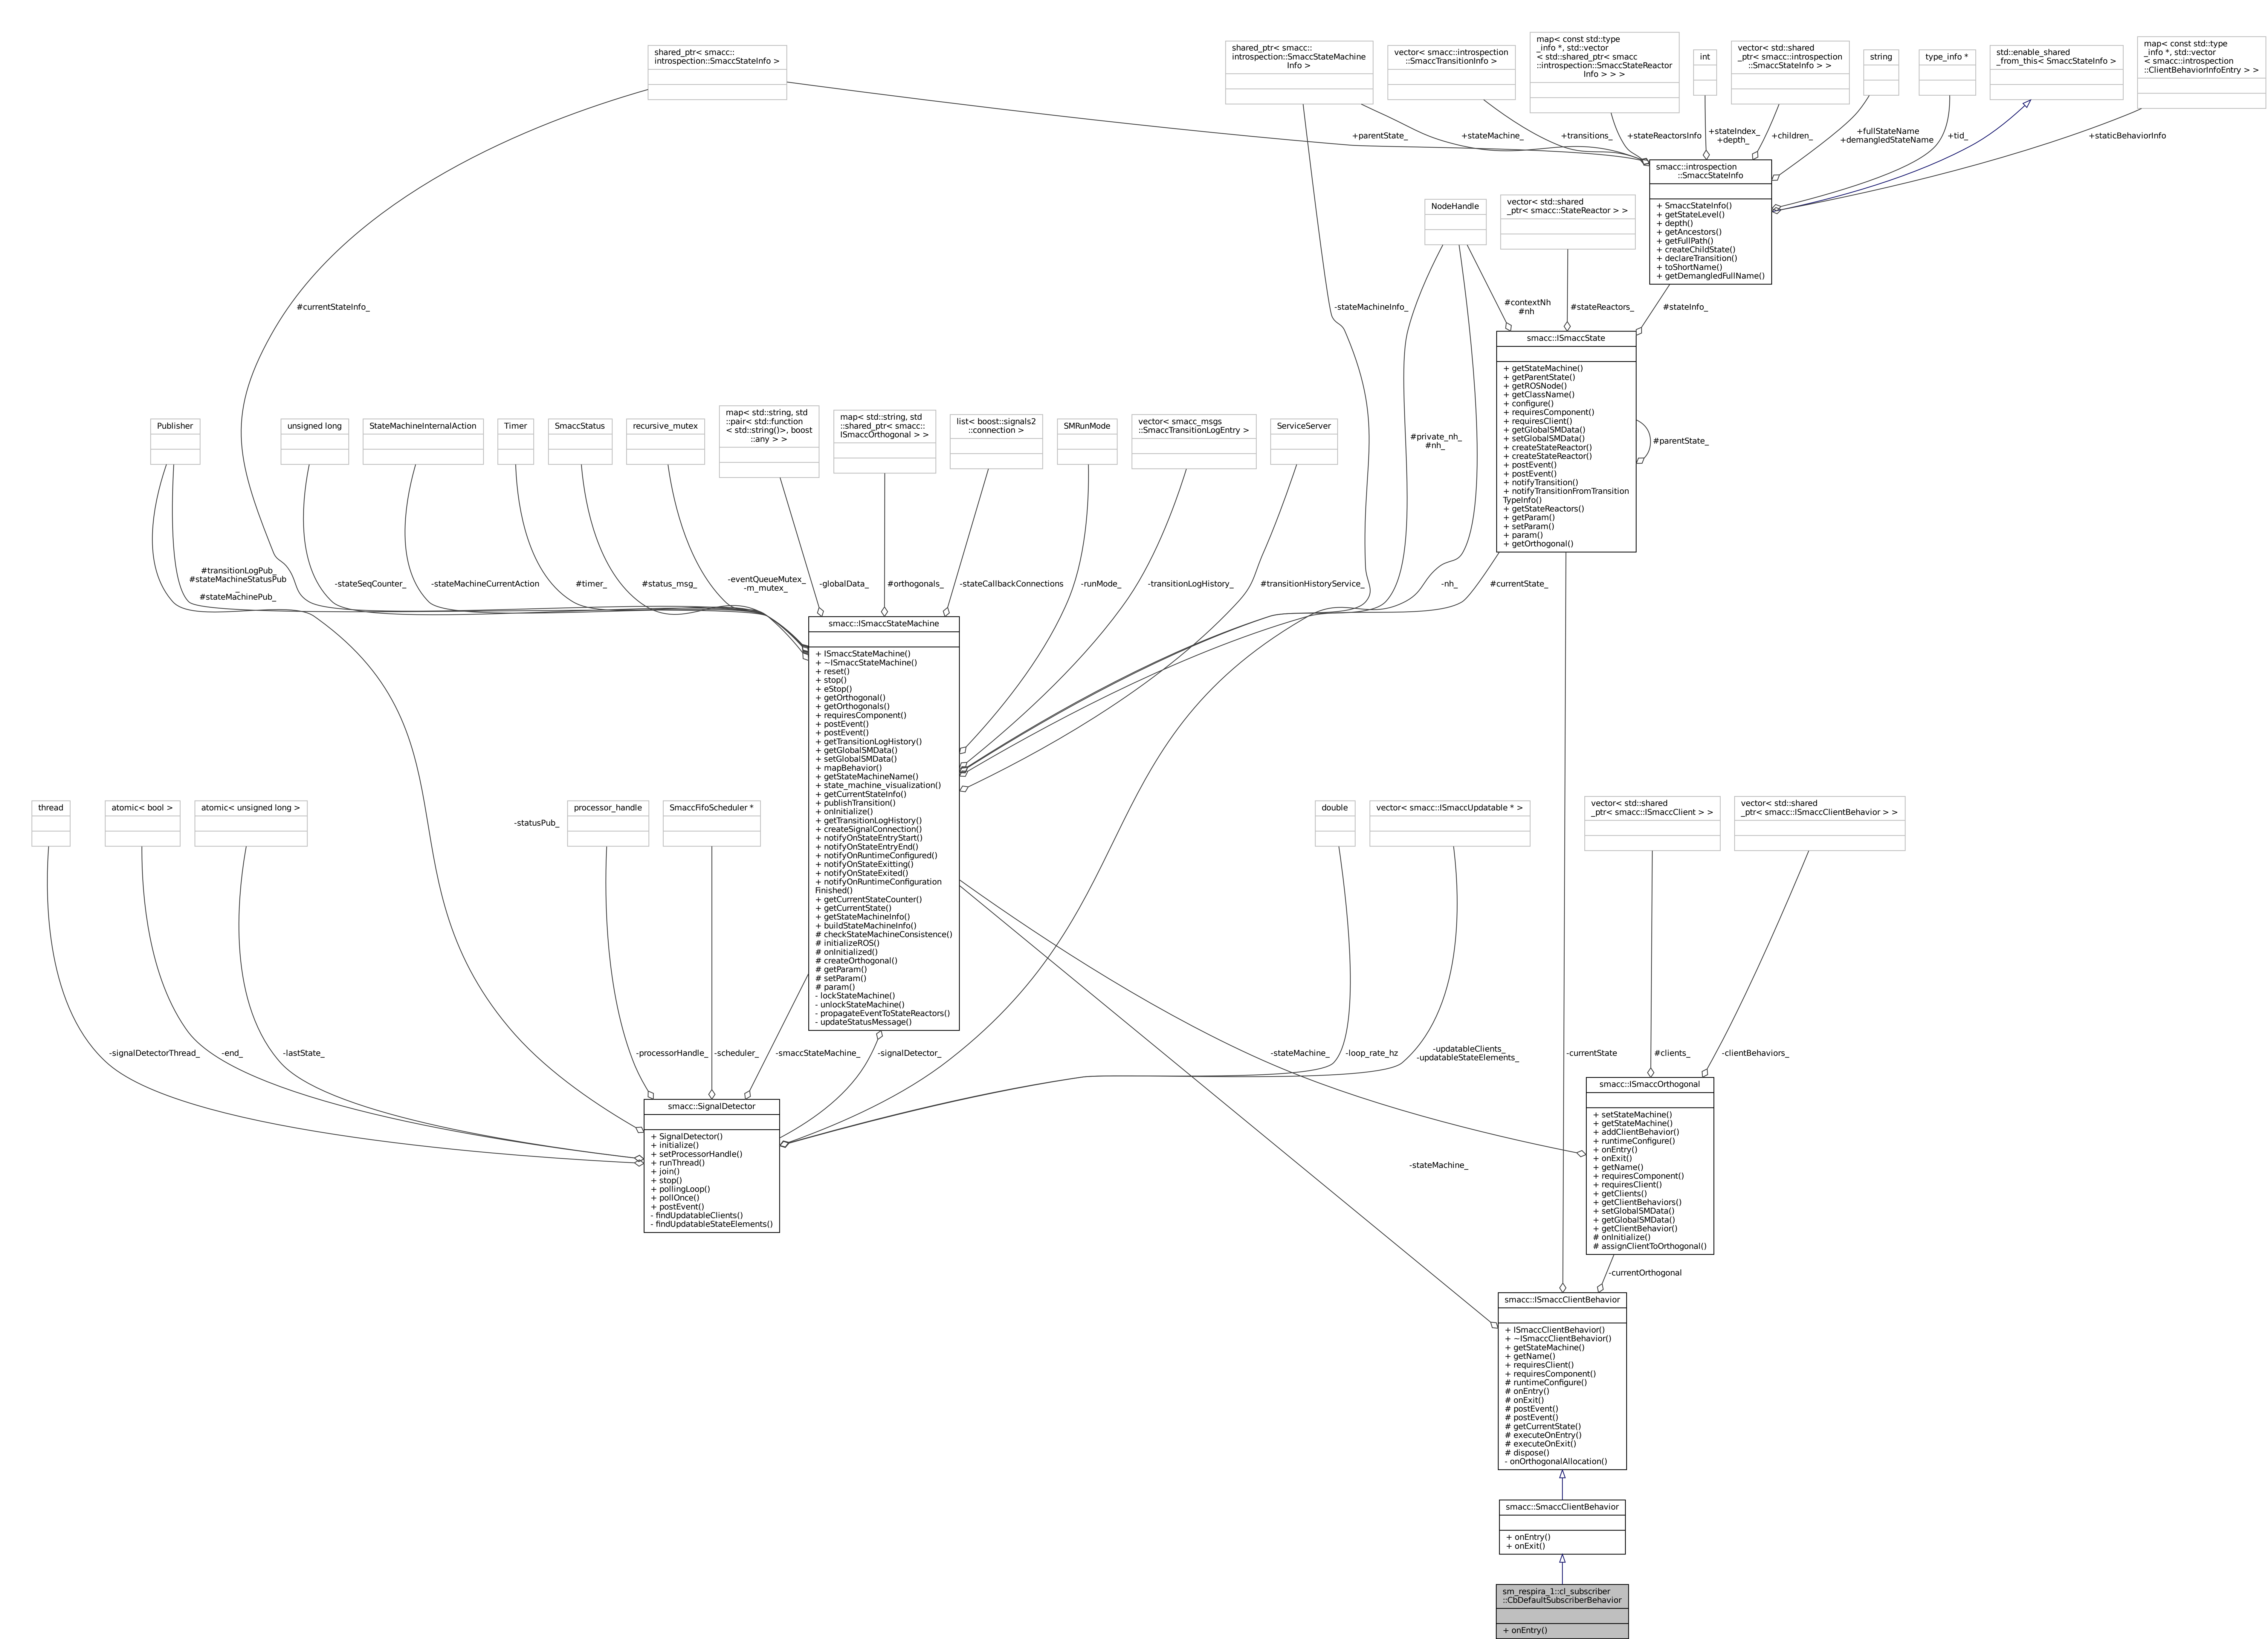 shared_ptr< smacc::
introspection::SmaccStateInfo >
shared_ptr< smacc::
introspection::SmaccStateMachine
Info >
vector< smacc::introspection
::SmaccTransitionInfo >
map< const std::type
_info *, std::vector
< std::shared_ptr< smacc
::introspection::SmaccStateReactor
Info > > >
int
vector< std::shared
_ptr< smacc::introspection
::SmaccStateInfo > >
string
type_info *
std::enable_shared
_from_this< SmaccStateInfo >
map< const std::type
_info *, std::vector
< smacc::introspection
::ClientBehaviorInfoEntry > >
+parentState_
+stateMachine_
+transitions_
+stateReactorsInfo
+stateIndex_
+depth_
+children_
+fullStateName
+demangledStateName
+tid_
+staticBehaviorInfo
smacc::introspection
::SmaccStateInfo
+ SmaccStateInfo()
+ getStateLevel()
+ depth()
+ getAncestors()
+ getFullPath()
+ createChildState()
+ declareTransition()
+ toShortName()
+ getDemangledFullName()
NodeHandle
vector< std::shared
_ptr< smacc::StateReactor > >
#currentStateInfo_
-stateMachineInfo_
#contextNh
#nh
#stateReactors_
#stateInfo_
smacc::ISmaccState
+ getStateMachine()
+ getParentState()
+ getROSNode()
+ getClassName()
+ configure()
+ requiresComponent()
+ requiresClient()
+ getGlobalSMData()
+ setGlobalSMData()
+ createStateReactor()
+ createStateReactor()
+ postEvent()
+ postEvent()
+ notifyTransition()
+ notifyTransitionFromTransition
TypeInfo()
+ getStateReactors()
+ getParam()
+ setParam()
+ param()
+ getOrthogonal()
#parentState_
#private_nh_
#nh_
Publisher
unsigned long
StateMachineInternalAction
Timer
SmaccStatus
recursive_mutex
map< std::string, std
::pair< std::function
< std::string()>, boost
::any > >
map< std::string, std
::shared_ptr< smacc::
ISmaccOrthogonal > >
list< boost::signals2
::connection >
SMRunMode
vector< smacc_msgs
::SmaccTransitionLogEntry >
ServiceServer
#transitionLogPub_
#stateMachineStatusPub
_
#stateMachinePub_
-stateSeqCounter_
-stateMachineCurrentAction
#timer_
#status_msg_
-eventQueueMutex_
-m_mutex_
-globalData_
#orthogonals_
-stateCallbackConnections
-runMode_
-transitionLogHistory_
#transitionHistoryService_
-nh_
#currentState_
smacc::ISmaccStateMachine
+ ISmaccStateMachine()
+ ~ISmaccStateMachine()
+ reset()
+ stop()
+ eStop()
+ getOrthogonal()
+ getOrthogonals()
+ requiresComponent()
+ postEvent()
+ postEvent()
+ getTransitionLogHistory()
+ getGlobalSMData()
+ setGlobalSMData()
+ mapBehavior()
+ getStateMachineName()
+ state_machine_visualization()
+ getCurrentStateInfo()
+ publishTransition()
+ onInitialize()
+ getTransitionLogHistory()
+ createSignalConnection()
+ notifyOnStateEntryStart()
+ notifyOnStateEntryEnd()
+ notifyOnRuntimeConfigured()
+ notifyOnStateExitting()
+ notifyOnStateExited()
+ notifyOnRuntimeConfiguration
Finished()
+ getCurrentStateCounter()
+ getCurrentState()
+ getStateMachineInfo()
+ buildStateMachineInfo()
# checkStateMachineConsistence()
# initializeROS()
# onInitialized()
# createOrthogonal()
# getParam()
# setParam()
# param()
- lockStateMachine()
- unlockStateMachine()
- propagateEventToStateReactors()
- updateStatusMessage()
thread
atomic< bool >
atomic< unsigned long >
-statusPub_
processor_handle
SmaccFifoScheduler *
double
vector< smacc::ISmaccUpdatable * >
vector< std::shared
_ptr< smacc::ISmaccClient > >
vector< std::shared
_ptr< smacc::ISmaccClientBehavior > >
-signalDetectorThread_
-end_
-lastState_
-processorHandle_
-scheduler_
-smaccStateMachine_
-signalDetector_
-stateMachine_
-loop_rate_hz
-updatableClients_
-updatableStateElements_
-currentState
#clients_
-clientBehaviors_
smacc::SignalDetector
+ SignalDetector()
+ initialize()
+ setProcessorHandle()
+ runThread()
+ join()
+ stop()
+ pollingLoop()
+ pollOnce()
+ postEvent()
- findUpdatableClients()
- findUpdatableStateElements()
smacc::ISmaccOrthogonal
+ setStateMachine()
+ getStateMachine()
+ addClientBehavior()
+ runtimeConfigure()
+ onEntry()
+ onExit()
+ getName()
+ requiresComponent()
+ requiresClient()
+ getClients()
+ getClientBehaviors()
+ setGlobalSMData()
+ getGlobalSMData()
+ getClientBehavior()
# onInitialize()
# assignClientToOrthogonal()
-stateMachine_
-currentOrthogonal
smacc::ISmaccClientBehavior
+ ISmaccClientBehavior()
+ ~ISmaccClientBehavior()
+ getStateMachine()
+ getName()
+ requiresClient()
+ requiresComponent()
# runtimeConfigure()
# onEntry()
# onExit()
# postEvent()
# postEvent()
# getCurrentState()
# executeOnEntry()
# executeOnExit()
# dispose()
- onOrthogonalAllocation()
smacc::SmaccClientBehavior
+ onEntry()
+ onExit()
sm_respira_1::cl_subscriber
::CbDefaultSubscriberBehavior
+ onEntry()